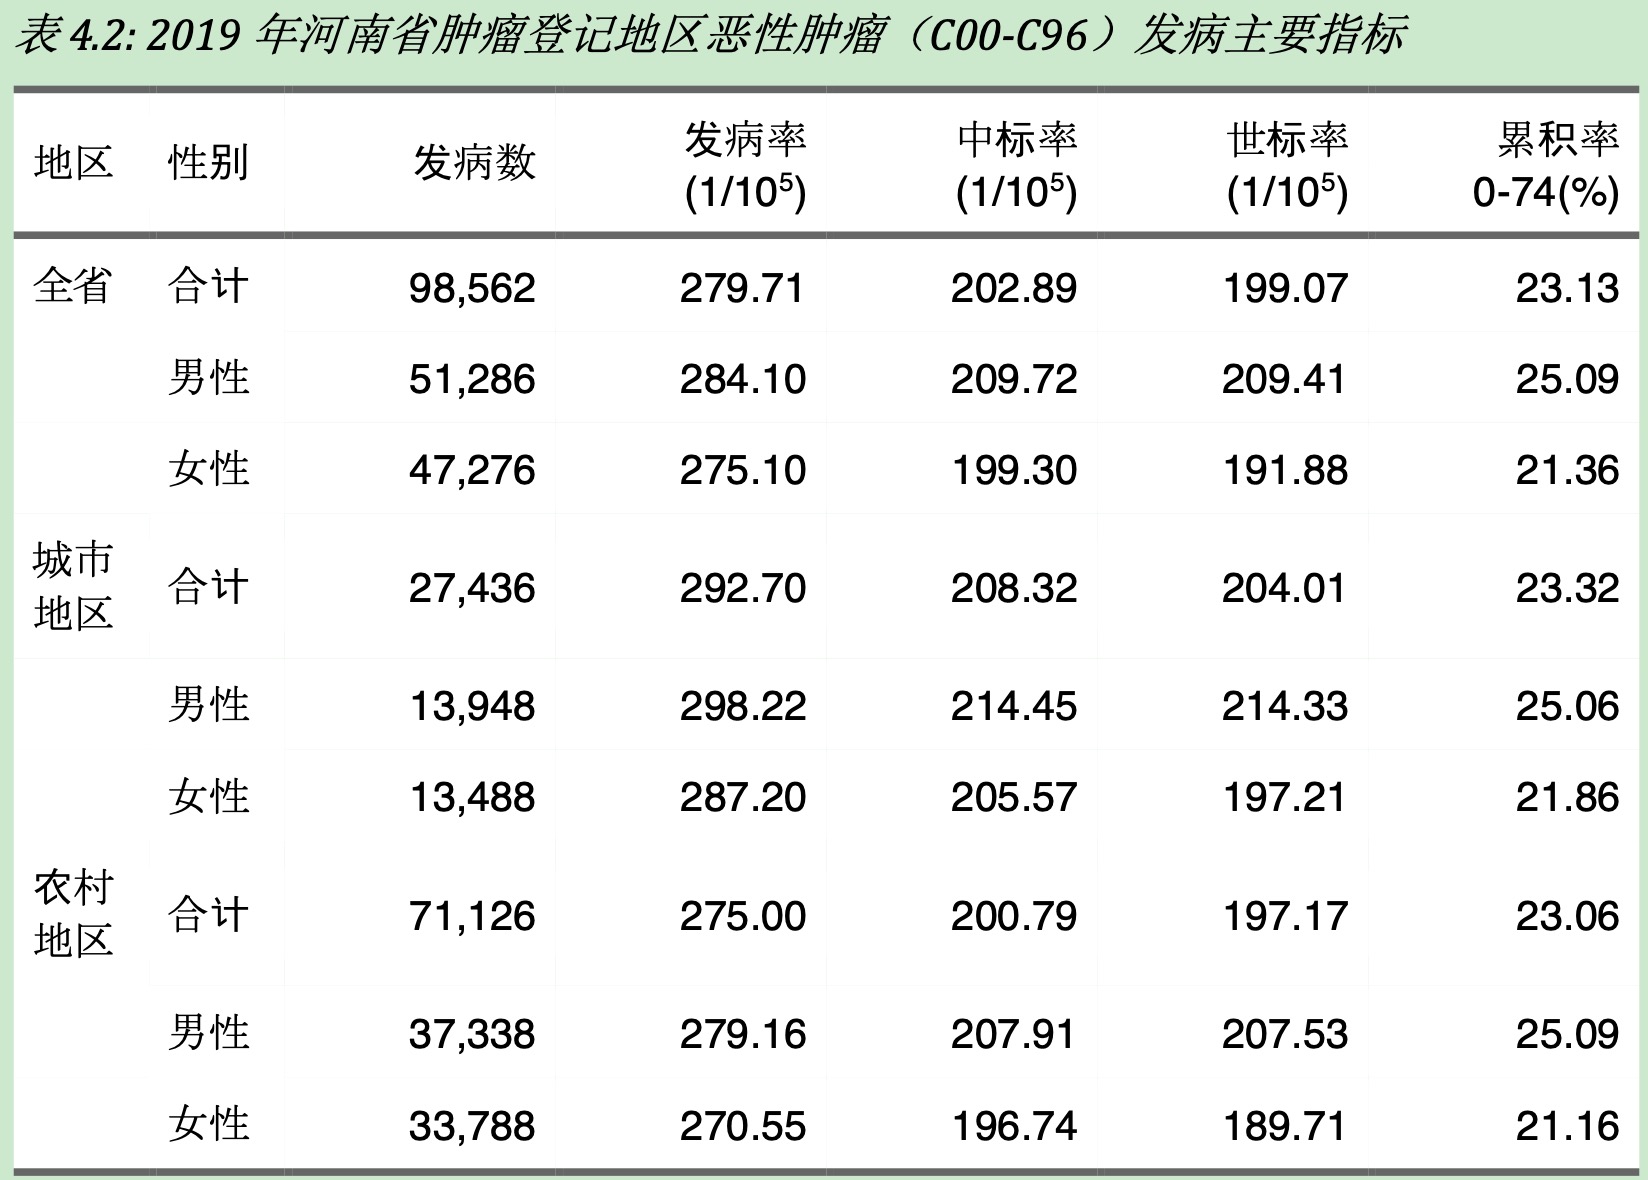 表 4.2: 2019 年河南省肿瘤登记地区恶性肿瘤（C00-C96）发病主要指标
地区 性别 发病数 发病率 (1/10⁵) 中标率 (1/10⁵) 世标率 (1/10⁵) 累积率 0-74(%)
全省 合计 98,562 279.71 202.89 199.07 23.13
男性 51,286 284.10 209.72 209.41 25.09
女性 47,276 275.10 199.30 191.88 21.36
城市地区 合计 27,436 292.70 208.32 204.01 23.32
男性 13,948 298.22 214.45 214.33 25.06
女性 13,488 287.20 205.57 197.21 21.86
农村地区 合计 71,126 275.00 200.79 197.17 23.06
男性 37,338 279.16 207.91 207.53 25.09
女性 33,788 270.55 196.74 189.71 21.16